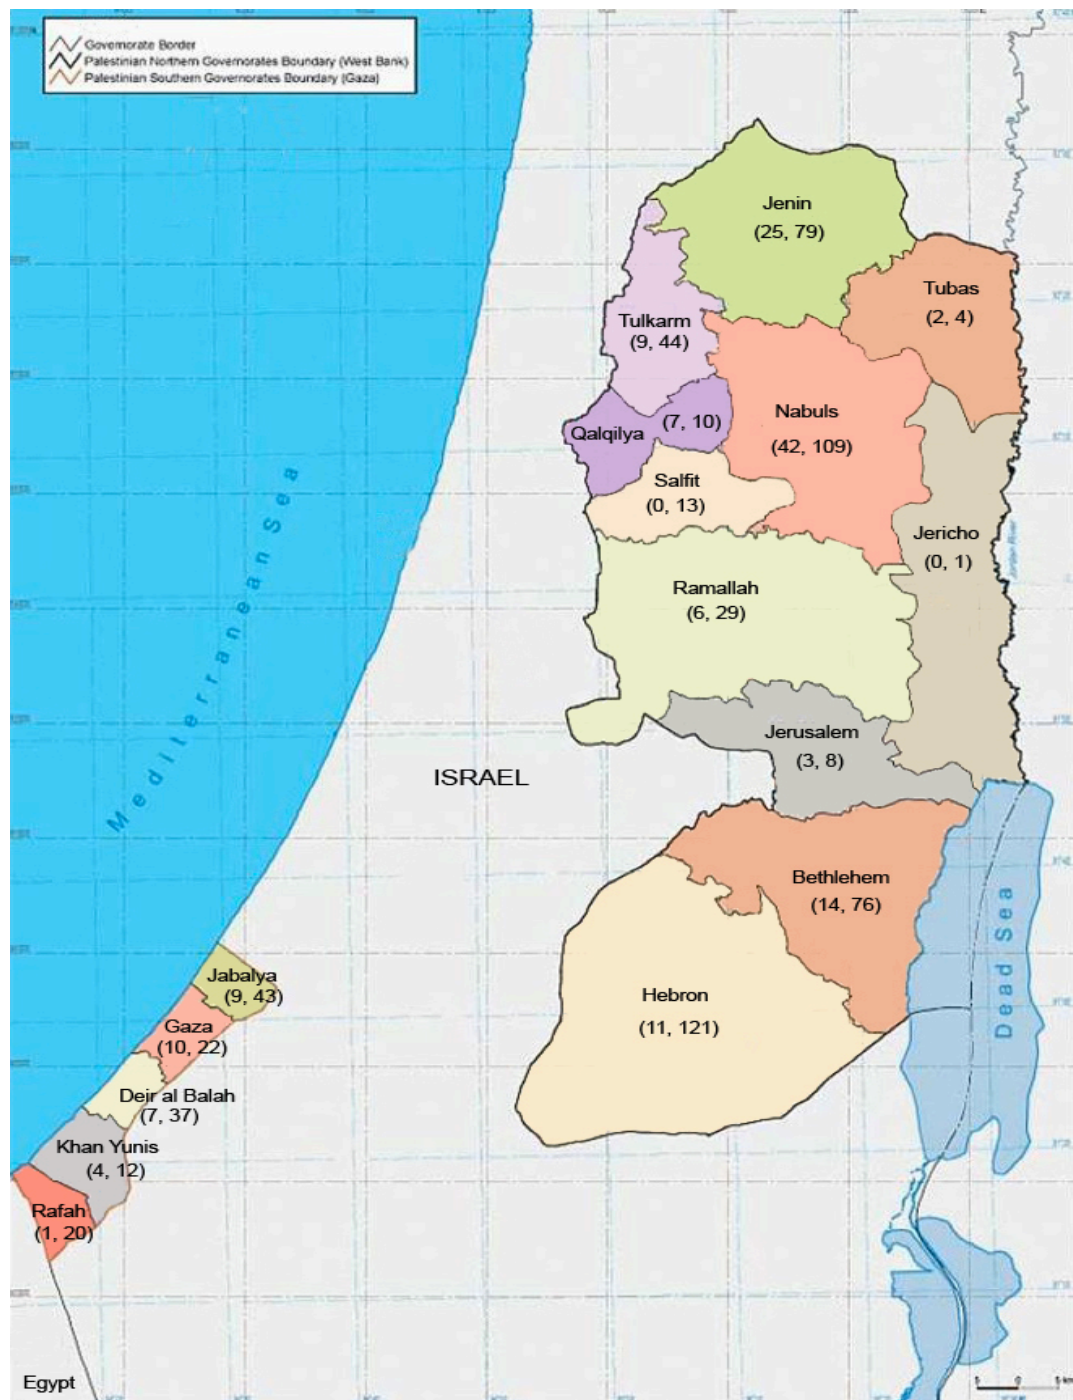 Governorate Border
Palestinian Northern Governorates Boundary (West Bank)
Palestinian Southern Governorates Boundary (Gaza)
Jenin
(25, 79)
Tubas
(2, 4)
Tulkarm
(9, 44)
Nabuls
(42, 109)
Qalqilya
(7, 10)
Salfit
(0, 13)
Jericho
(0, 1)
Jordan River
Ramallah
(6, 29)
Mediterranean Sea
Jerusalem
(3, 8)
ISRAEL
Bethlehem
(14, 76)
Dead Sea
Hebron
(11, 121)
Jabalya
(9, 43)
Gaza
(10, 22)
Deir al Balah
(7, 37)
Khan Yunis
(4, 12)
Rafah
(1, 20)
Egypt